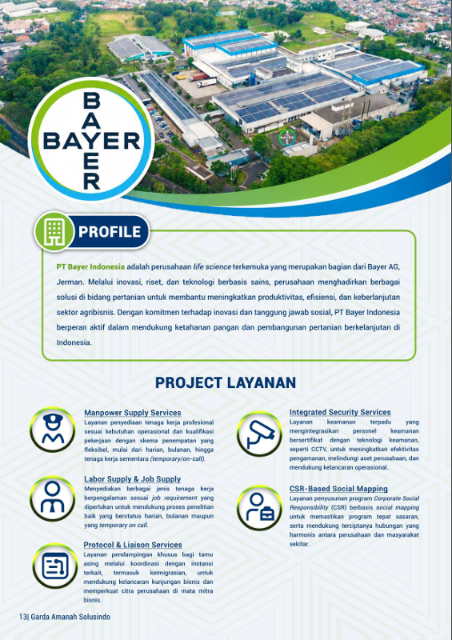 BAYER
BAYER
PROFILE
PT Bayer Indonesia adalah perusahaan life science terkemuka yang merupakan bagian dari Bayer AG,
Jerman. Melalui inovasi, riset, dan teknologi berbasis sains, perusahaan menghadirkan berbagai
solusi di bidang pertanian untuk membantu meningkatkan produktivitas, efisiensi, dan keberlanjutan
sektor agribisnis. Dengan komitmen terhadap inovasi dan tanggung jawab sosial, PT Bayer Indonesia
berperan aktif dalam mendukung ketahanan pangan dan pembangunan pertanian berkelanjutan di
Indonesia.
PROJECT LAYANAN
Manpower Supply Services
Layanan penyediaan tenaga kerja profesional
sesuai kebutuhan operasional dan kualifikasi
pekerjaan dengan skema penempatan yang
fleksibel, mulai dari harian, bulanan, hingga
tenaga kerja sementara (temporary/on-call).
Labor Supply & Job Supply
Menyediakan berbagai jenis tenaga kerja
berpengalaman sesuai job requirement yang
diperlukan untuk mendukung proses penelitian
baik yang berstatus harian, bulanan maupun
yang temporary on call.
Protocol & Liaison Services
Layanan pendampingan khusus bagi tamu
asing melalui koordinasi dengan instansi
terkait, termasuk keimigrasian, untuk
mendukung kelancaran kunjungan bisnis dan
memperkuat citra perusahaan di mata mitra
bisnis.
Integrated Security Services
Layanan keamanan terpadu yang
mengintegrasikan personel keamanan
bersertifikat dengan teknologi keamanan,
seperti CCTV, untuk meningkatkan efektivitas
pengamanan, melindungi aset perusahaan, dan
mendukung kelancaran operasional.
CSR-Based Social Mapping
Layanan penyusunan program Corporate Social
Responsibility (CSR) berbasis social mapping
untuk memastikan program tepat sasaran,
serta mendukung terciptanya hubungan yang
harmonis antara perusahaan dan masyarakat
sekitar.
13| Garda Amanah Solusindo